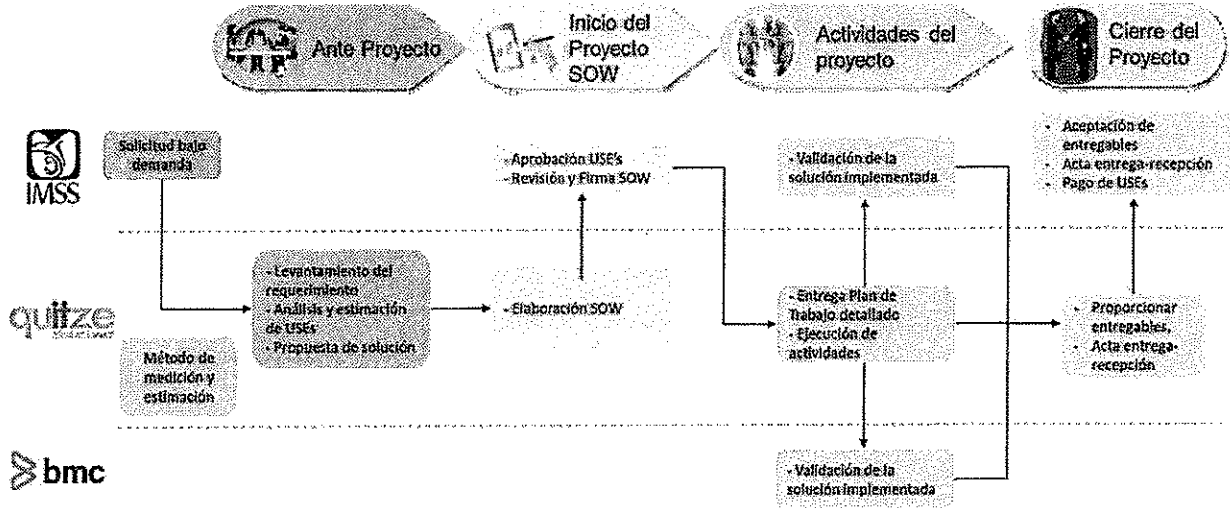 Ante Proyecto
Inicio del
Proyecto
SOW
Actividades del
proyecto
Cierre del
Proyecto
IMSS
Solicitud bajo
demanda
- Aprobación USE's
- Revisión y Firma SOW
- Validación de la
solución implementada
- Aceptación de
entregables
- Acta entrega-recepción
- Pago de USEs
quitze
Método de
medición y
estimación
- Levantamiento del
requerimiento
- Análisis y estimación
de USEs
- Propuesta de solución
- Elaboración SOW
- Entrega Plan de
Trabajo detallado
- Ejecución de
actividades
- Proporcionar
entregables,
- Acta entrega-
recepción
bmc
- Validación de la
solución implementada